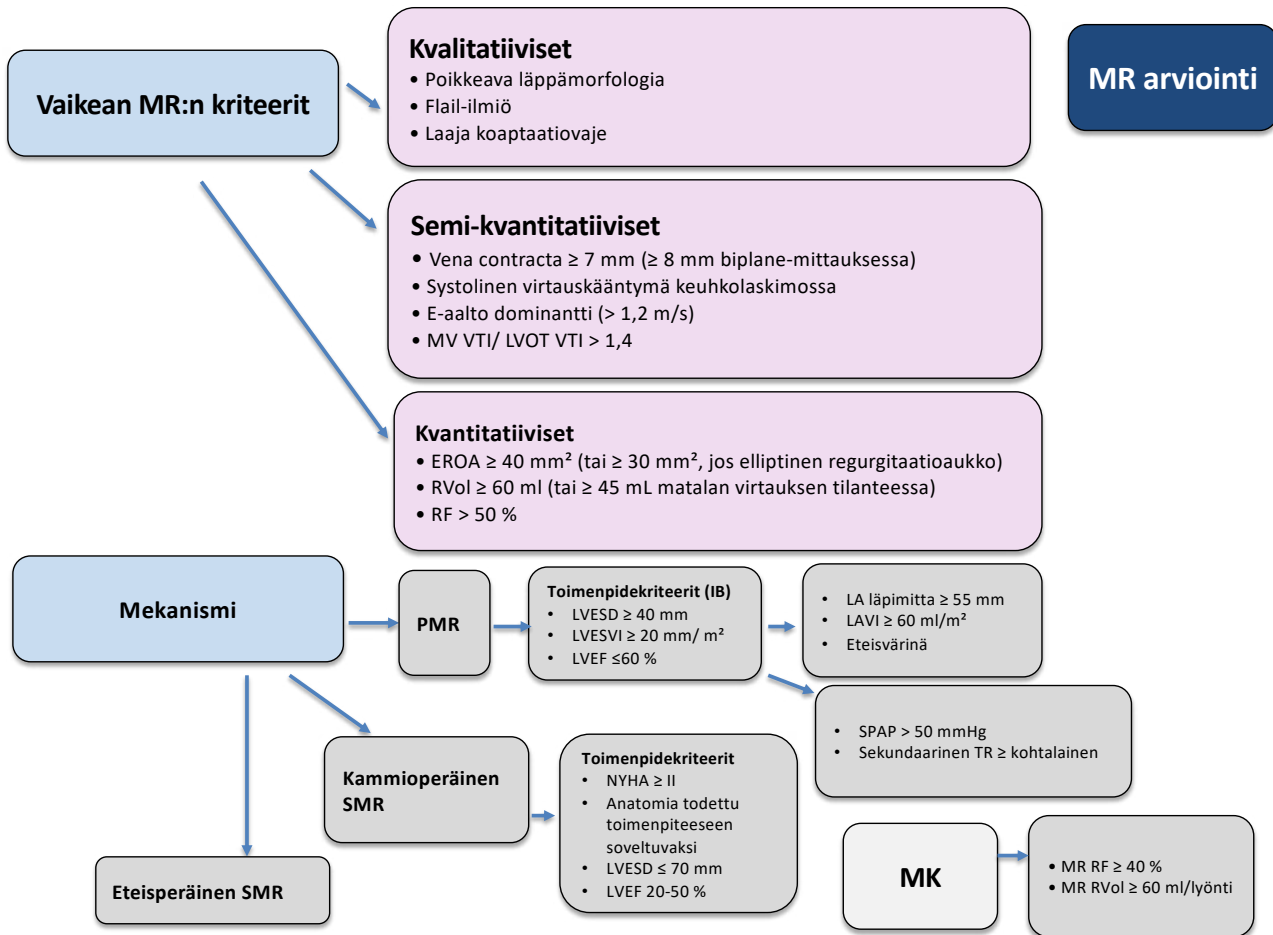 Vaikean MR:n kriteerit
Kvalitatiiviset
• Poikkeava läppämorfologia
• Flail-ilmiö
• Laaja koaptaatiovaje
MR arviointi
Semi-kvantitatiiviset
• Vena contracta ≥ 7 mm (≥ 8 mm biplane-mittauksessa)
• Systolinen virtauskääntymä keuhkolaskimossa
• E-aalto dominantti (> 1,2 m/s)
• MV VTI/ LVOT VTI > 1,4
Kvantitatiiviset
• EROA ≥ 40 mm² (tai ≥ 30 mm², jos elliptinen regurgitaatioaukko)
• RVol ≥ 60 ml (tai ≥ 45 mL matalan virtauksen tilanteessa)
• RF > 50 %
Mekanismi
PMR
Toimenpidekriteerit (IB)
• LVESD ≥ 40 mm
• LVESVI ≥ 20 mm/ m²
• LVEF ≤60 %
• LA läpimitta ≥ 55 mm
• LAVI ≥ 60 ml/m²
• Eteisvärinä
• SPAP > 50 mmHg
• Sekundaarinen TR ≥ kohtalainen
Kammioperäinen
SMR
Toimenpidekriteerit
• NYHA ≥ II
• Anatomia todettu
toimenpiteeseen
soveltuvaksi
• LVESD ≤ 70 mm
• LVEF 20-50 %
Eteisperäinen SMR
MK
• MR RF ≥ 40 %
• MR RVol ≥ 60 ml/lyönti